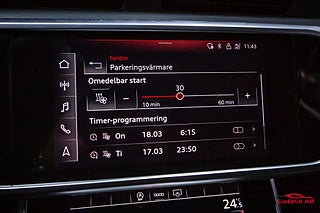 11:43
Fordon
Parkeringsvärmare
Omedelbar start
30
10 min 60 min
Timer-programmering
On 18.03 6:15
Ti 17.03 23:50
24.5
CarOnA AB